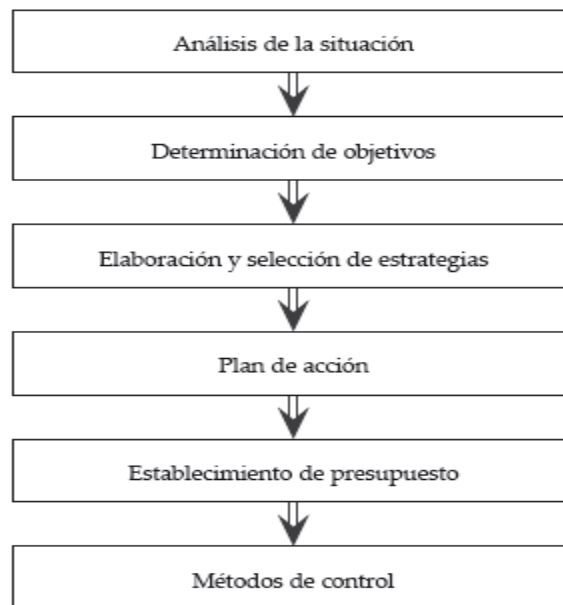 Análisis de la situación
Determinación de objetivos
Elaboración y selección de estrategias
Plan de acción
Establecimiento de presupuesto
Métodos de control